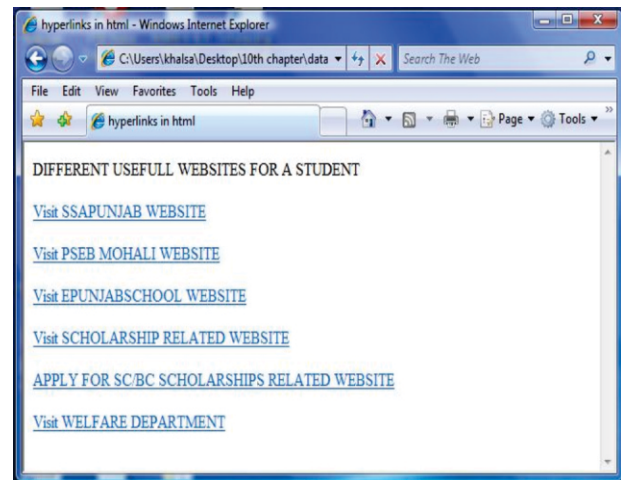 hyperlinks in html - Windows Internet Explorer
C:\Users\khalsa\Desktop\10th chapter\data
Search The Web
File Edit View Favorites Tools Help
hyperlinks in html
Page Tools
DIFFERENT USEFULL WEBSITES FOR A STUDENT
Visit SSAPUNJAB WEBSITE
Visit PSEB MOHALI WEBSITE
Visit EPUNJABSCHOOL WEBSITE
Visit SCHOLARSHIP RELATED WEBSITE
APPLY FOR SC/BC SCHOLARSHIPS RELATED WEBSITE
Visit WELFARE DEPARTMENT